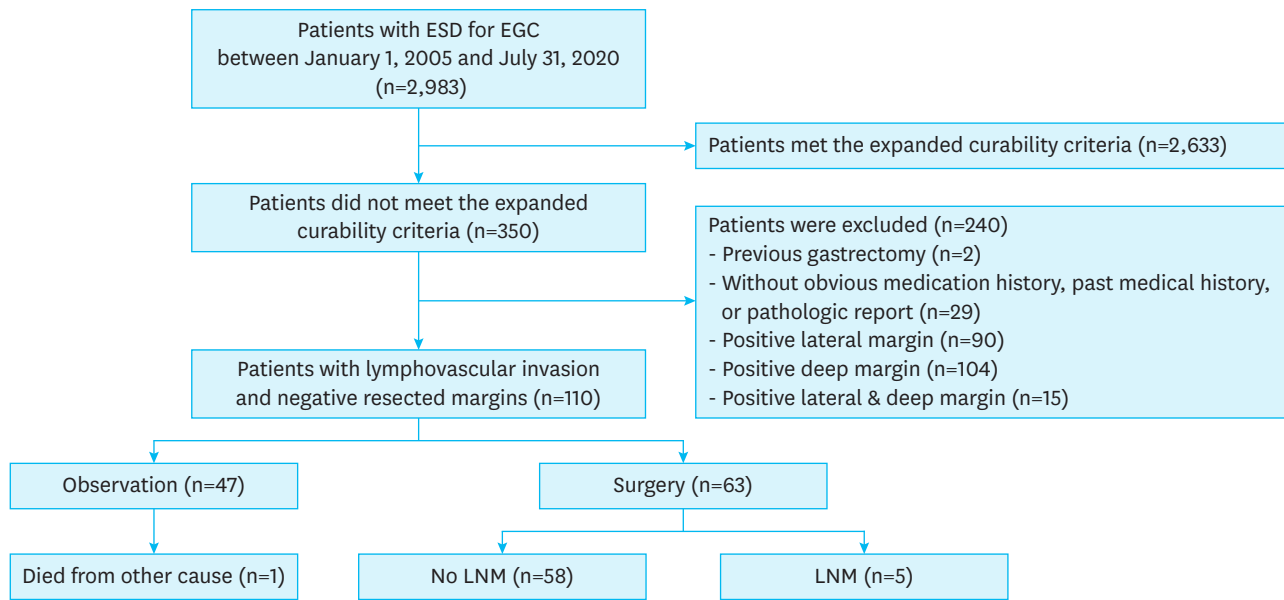 Patients with ESD for EGC
between January 1, 2005 and July 31, 2020
(n=2,983)
Patients met the expanded curability criteria (n=2,633)
Patients did not meet the expanded
curability criteria (n=350)
Patients were excluded (n=240)
- Previous gastrectomy (n=2)
- Without obvious medication history, past medical history,
or pathologic report (n=29)
- Positive lateral margin (n=90)
- Positive deep margin (n=104)
- Positive lateral & deep margin (n=15)
Patients with lymphovascular invasion
and negative resected margins (n=110)
Observation (n=47)
Surgery (n=63)
Died from other cause (n=1)
No LNM (n=58)
LNM (n=5)